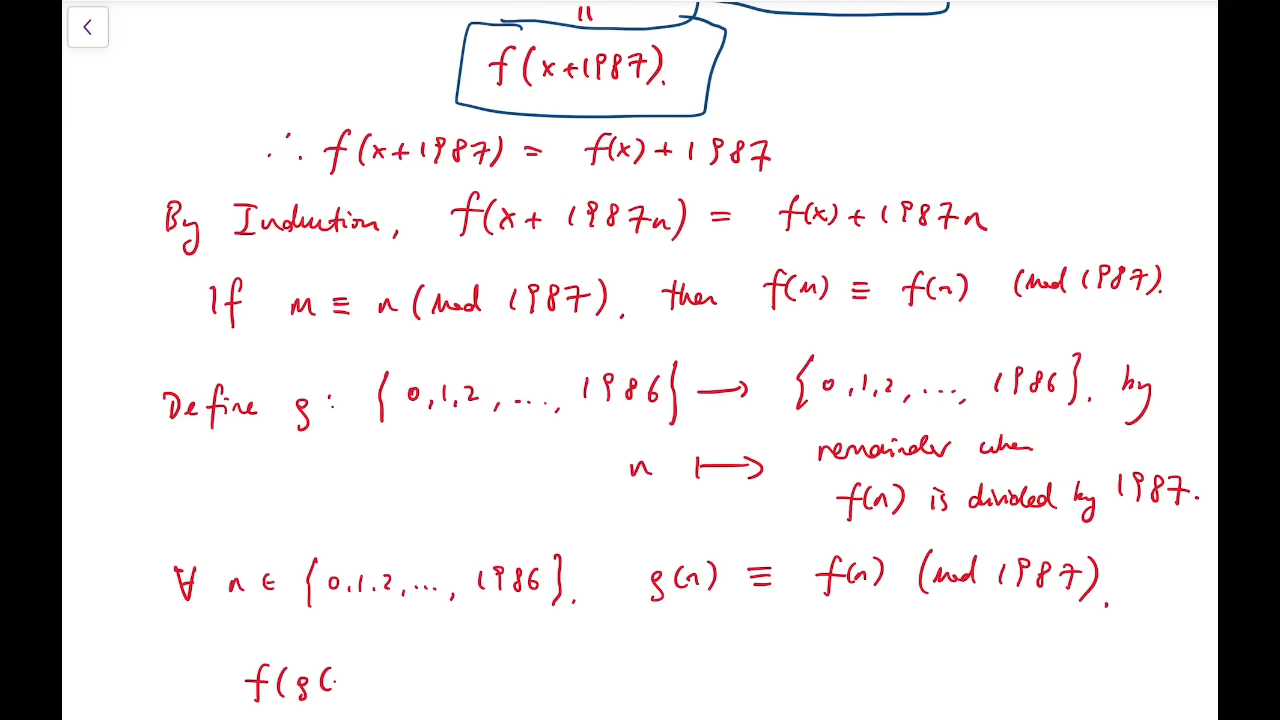 =
f(x+1987).
∴ f(x+1987) = f(x) + 1987
By Induction, f(x+ 1987n) = f(x) + 1987n
If m ≡ n (mod 1987), then f(m) ≡ f(n) (mod 1987).
Define g: {0,1,2,..., 1986} → {0,1,2,..., 1986}. by
n ↦ remainder when
f(n) is divided by 1987.
∀ n ∈ {0,1,2,..., 1986}. g(n) ≡ f(n) (mod 1987).
f(g(